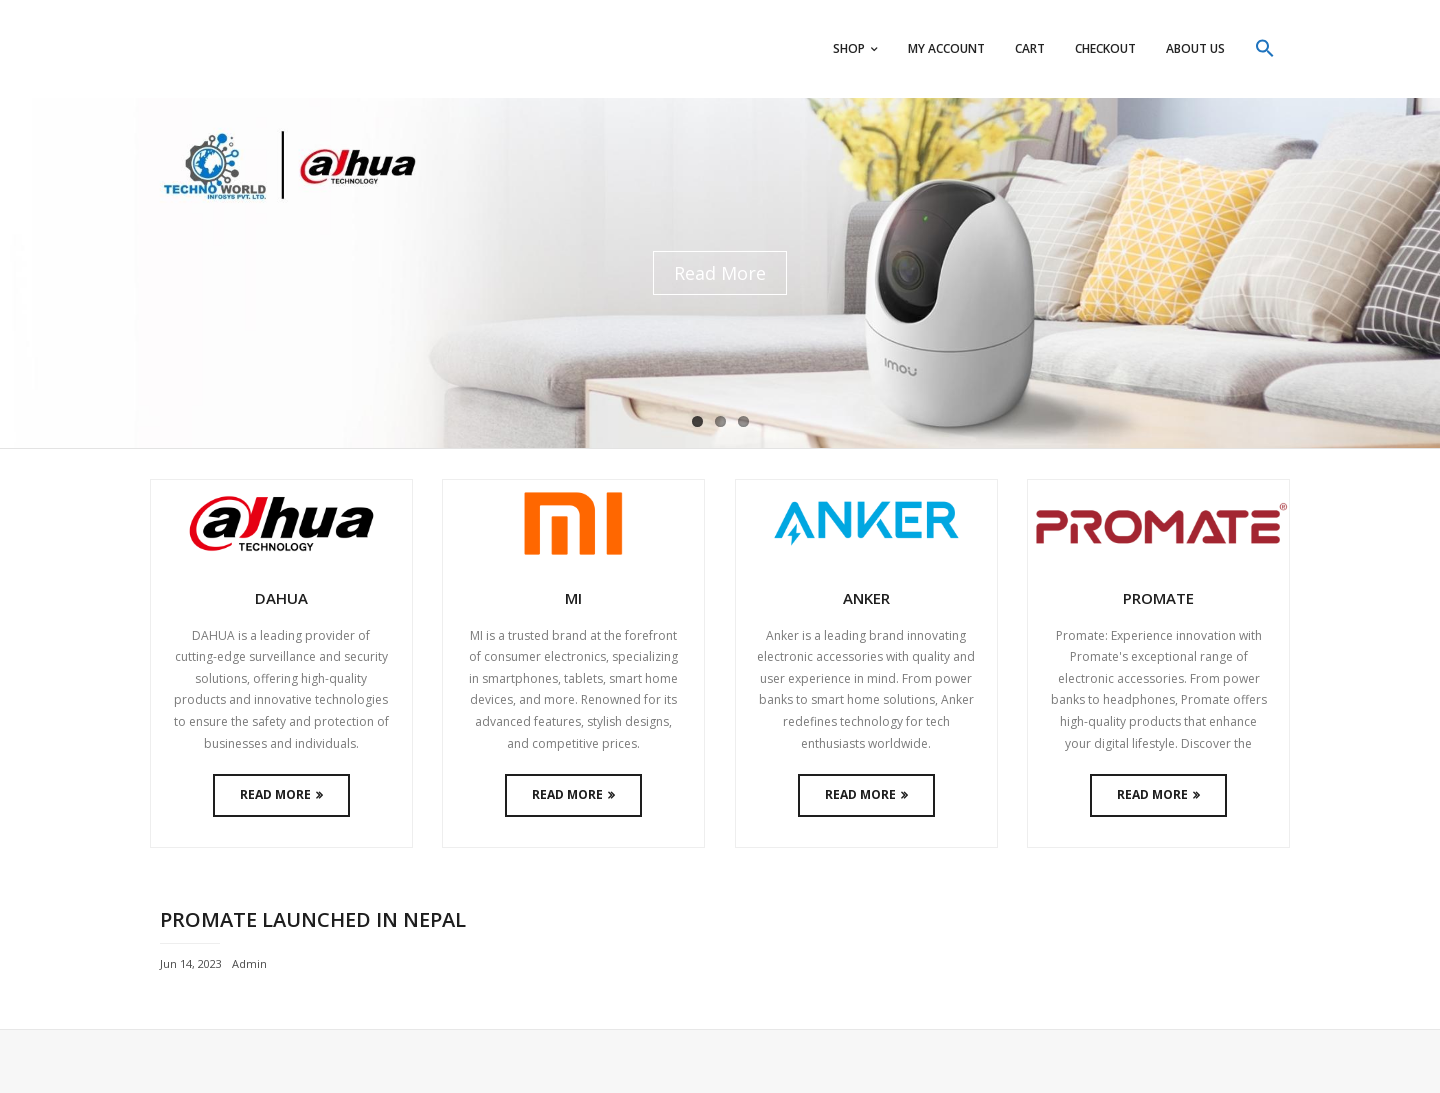 SHOP
MY ACCOUNT
CART
CHECKOUT
ABOUT US
TECHNO WORLD
INFOSYS PVT. LTD.
alhua
TECHNOLOGY
Read More
imou
imou
alhua
TECHNOLOGY
MI
ANKER
PROMATE®
DAHUA
DAHUA is a leading provider of
cutting-edge surveillance and security
solutions, offering high-quality
products and innovative technologies
to ensure the safety and protection of
businesses and individuals.
READ MORE »
MI
MI is a trusted brand at the forefront
of consumer electronics, specializing
in smartphones, tablets, smart home
devices, and more. Renowned for its
advanced features, stylish designs,
and competitive prices.
READ MORE »
ANKER
Anker is a leading brand innovating
electronic accessories with quality and
user experience in mind. From power
banks to smart home solutions, Anker
redefines technology for tech
enthusiasts worldwide.
READ MORE »
PROMATE
Promate: Experience innovation with
Promate's exceptional range of
electronic accessories. From power
banks to headphones, Promate offers
high-quality products that enhance
your digital lifestyle. Discover the
READ MORE »
PROMATE LAUNCHED IN NEPAL
Jun 14, 2023 Admin